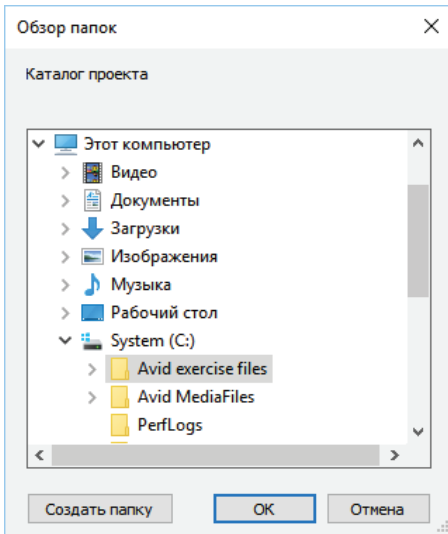 Обзор папок
Каталог проекта
Этот компьютер
Видео
Документы
Загрузки
Изображения
Музыка
Рабочий стол
System (C:)
Avid exercise files
Avid MediaFiles
PerfLogs
Создать папку
OK
Отмена